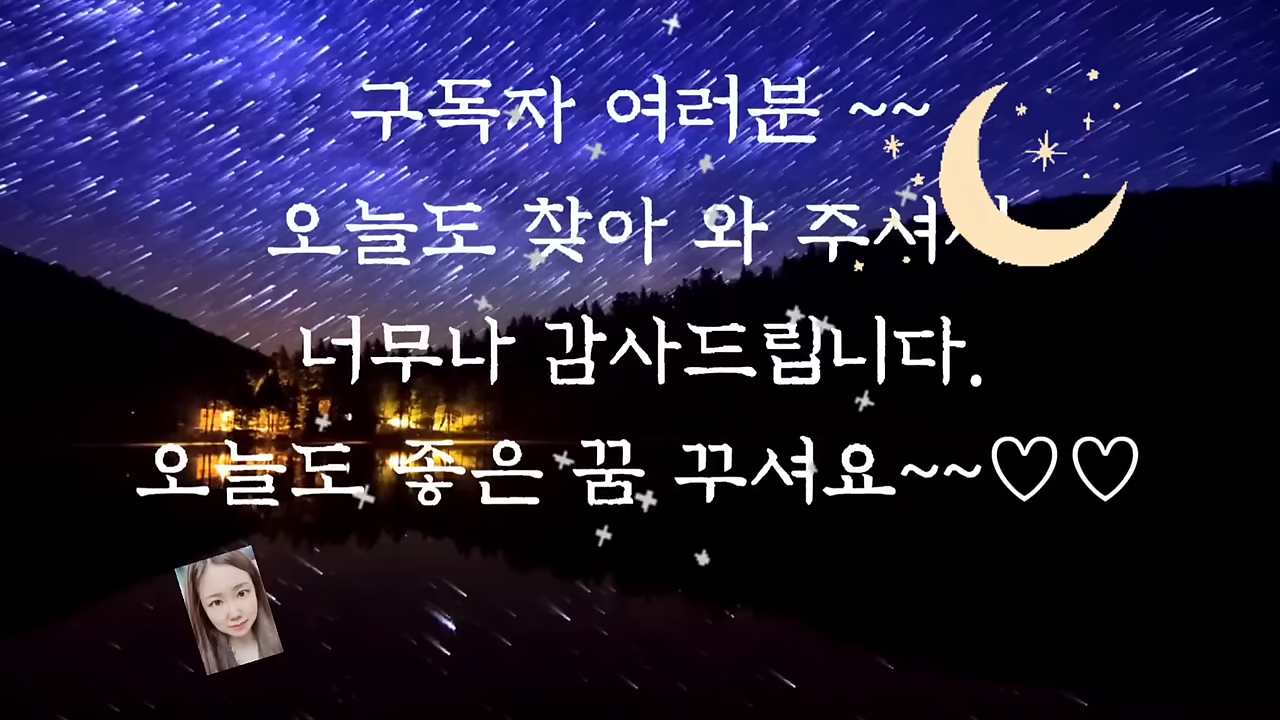 구독자 여러분 ~~
오늘도 찾아 와
너무나 감사드립니다.
오늘도 좋은 꿈 꾸셔요~~♡♡